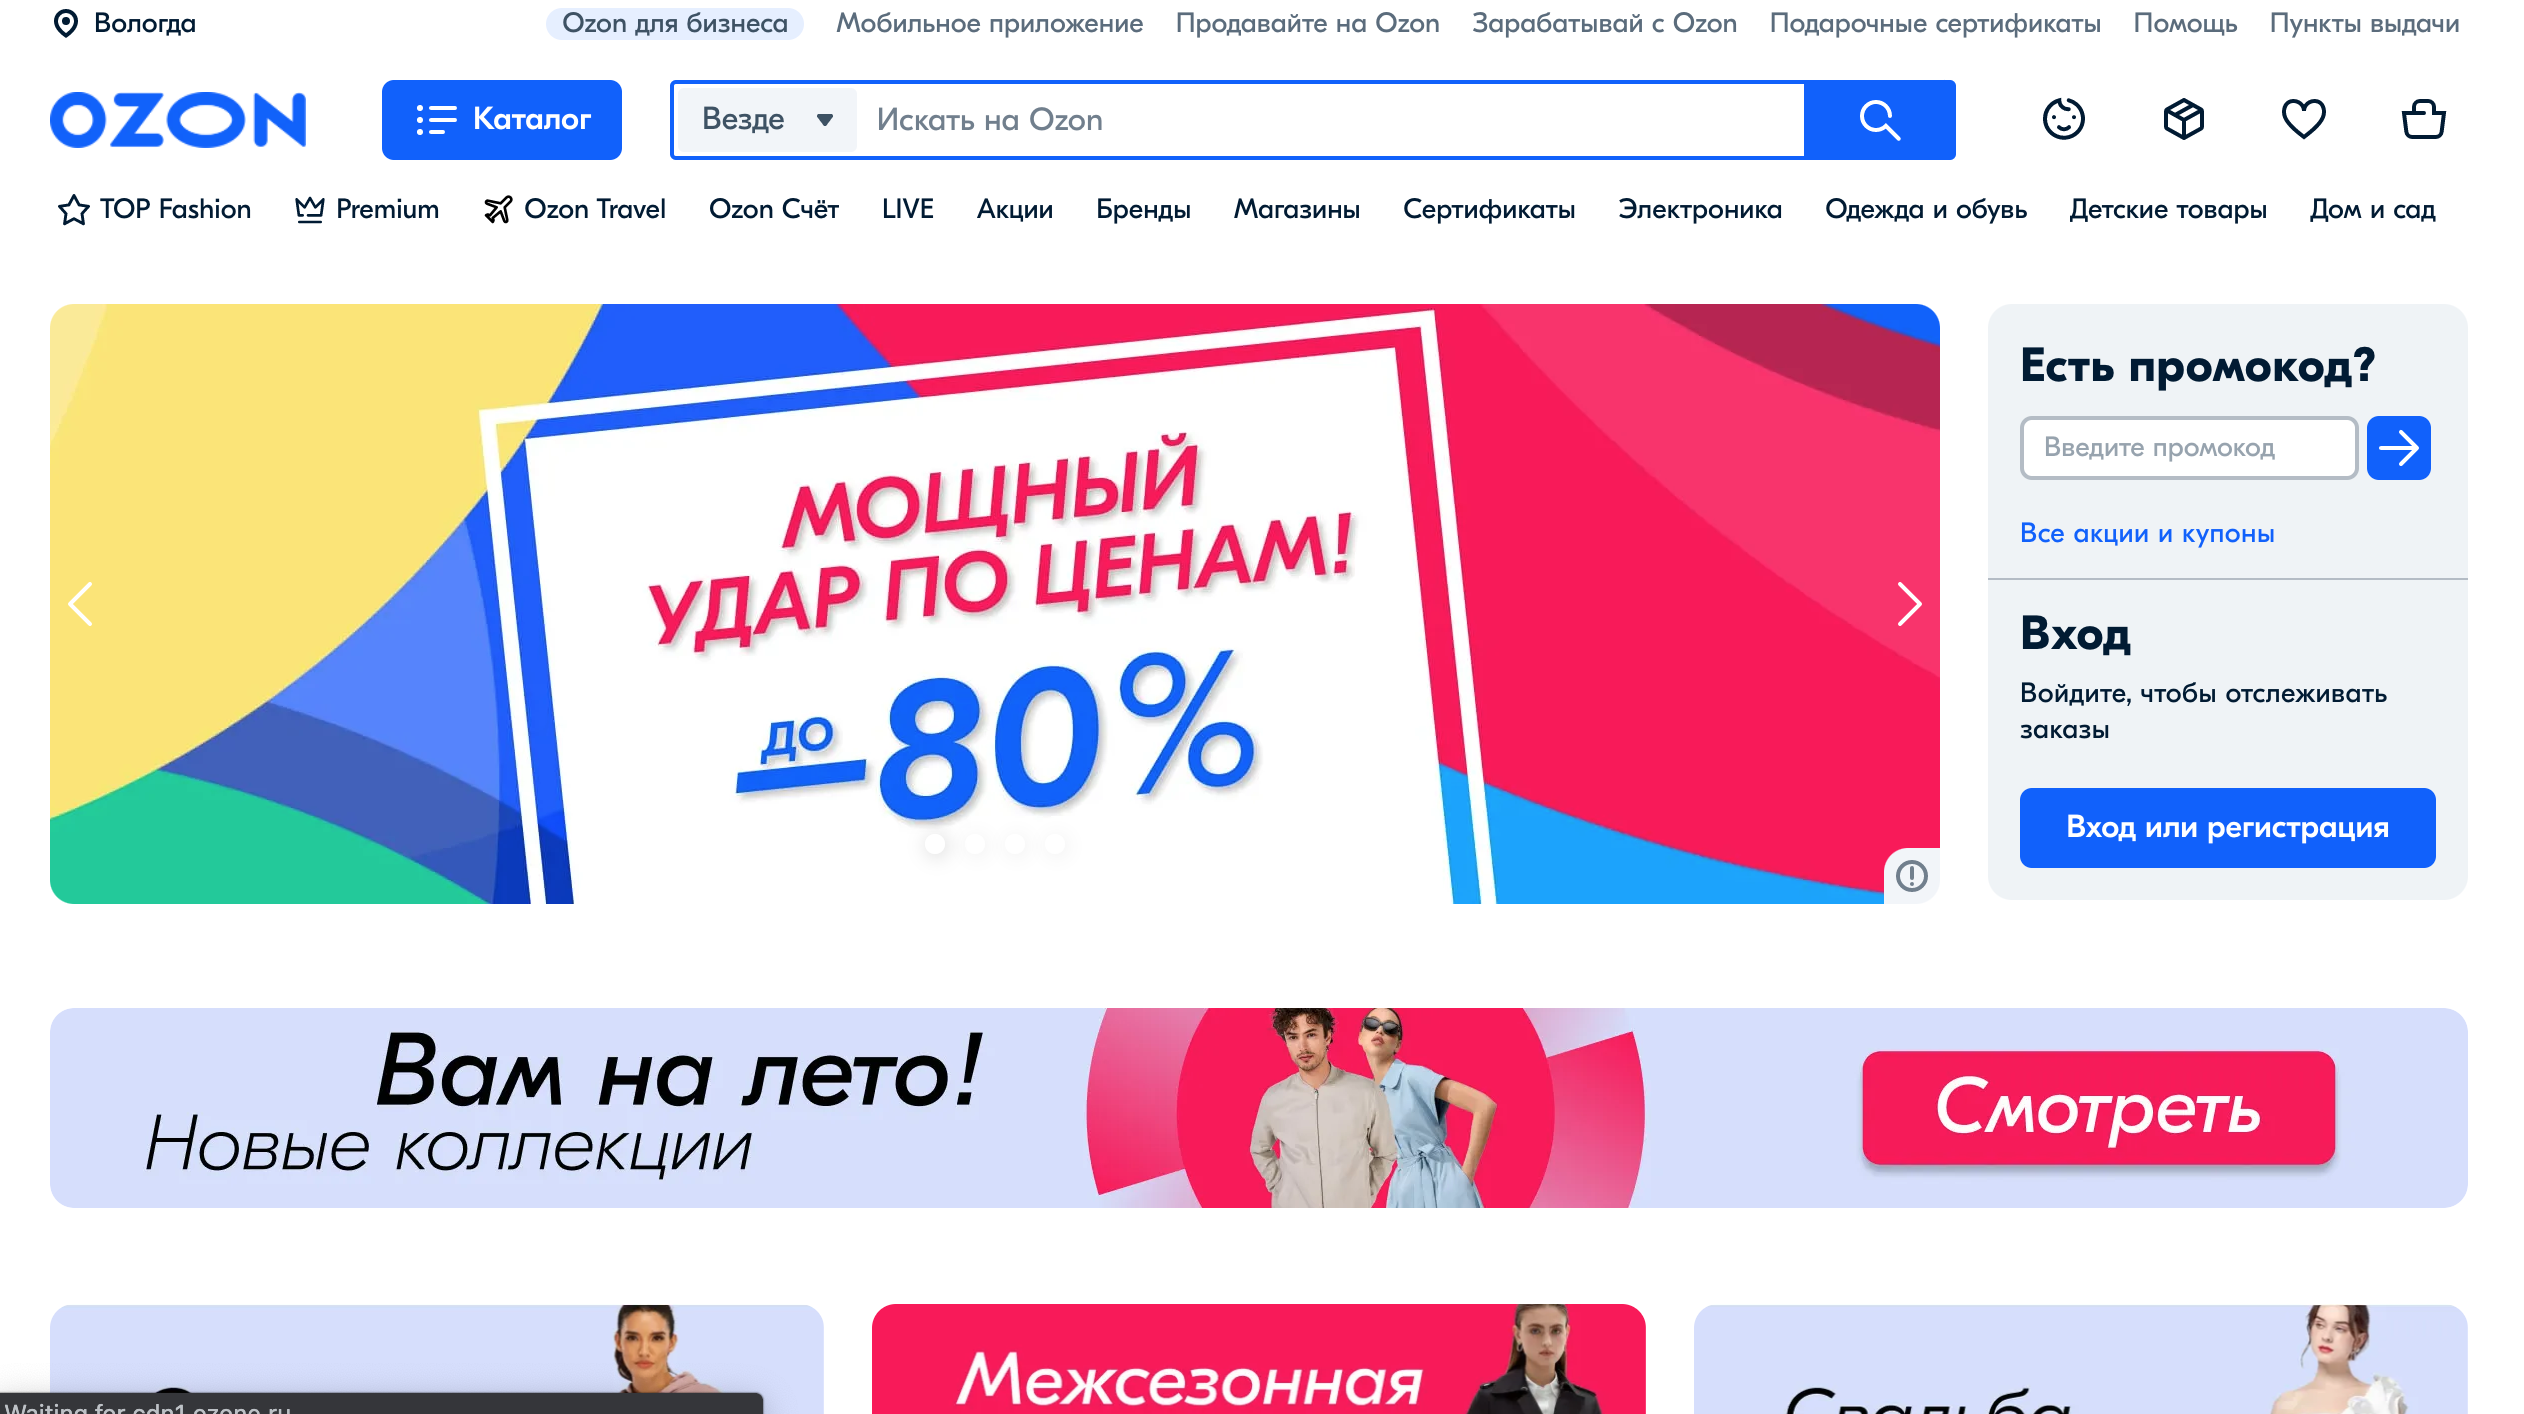 Вологда
Ozon для бизнеса
Мобильное приложение
Продавайте на Ozon
Зарабатывай с Ozon
Подарочные сертификаты
Помощь
Пункты выдачи
OZON
Каталог
Везде
Искать на Ozon
TOP Fashion
Premium
Ozon Travel
Ozon Счёт
LIVE
Акции
Бренды
Магазины
Сертификаты
Электроника
Одежда и обувь
Детские товары
Дом и сад
МОЩНЫЙ
УДАР ПО ЦЕНАМ!
до
–80%
Есть промокод?
Введите промокод
Все акции и купоны
Вход
Войдите, чтобы отслеживать
заказы
Вход или регистрация
Вам на лето!
Новые коллекции
Смотреть
Межсезонная
Свадьба
Waiting for cdn1.ozone.ru